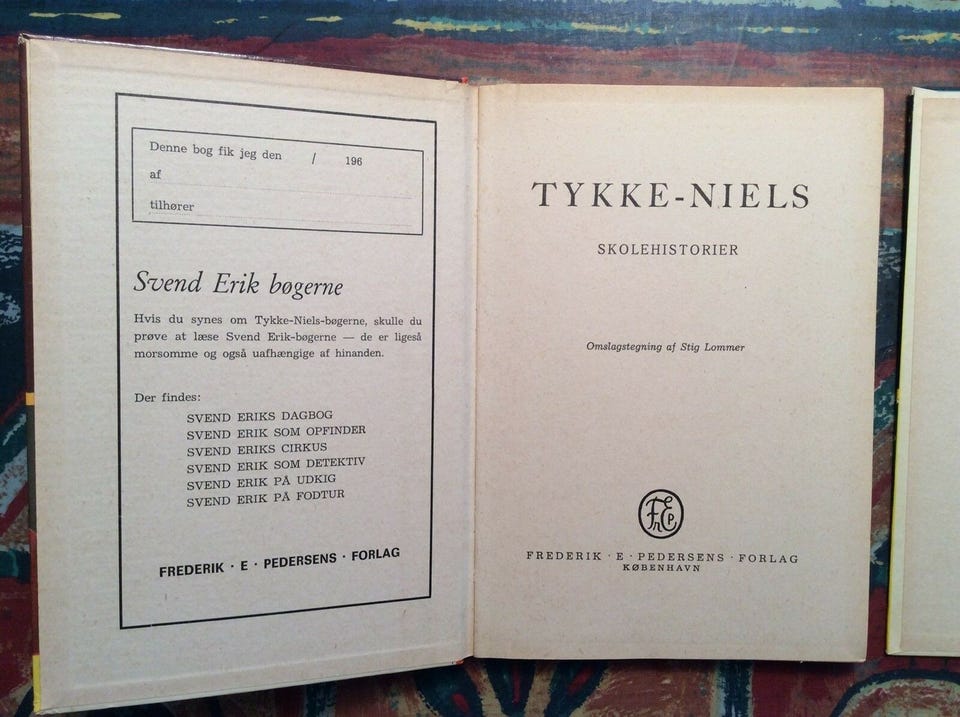 Denne bog fik jeg den / 196
af
tilhører
Svend Erik bøgerne
Hvis du synes om Tykke-Niels-bøgerne, skulle du
prøve at læse Svend Erik-bøgerne — de er ligeså
morsomme og også uafhængige af hinanden.
Der findes:
SVEND ERIKS DAGBOG
SVEND ERIK SOM OPFINDER
SVEND ERIKS CIRKUS
SVEND ERIK SOM DETEKTIV
SVEND ERIK PÅ UDKIG
SVEND ERIK PÅ FODTUR
FREDERIK · E · PEDERSENS · FORLAG
TYKKE-NIELS
SKOLEHISTORIER
Omslagstegning af Stig Lommer
FrEP
FREDERIK · E · PEDERSENS · FORLAG
KØBENHAVN